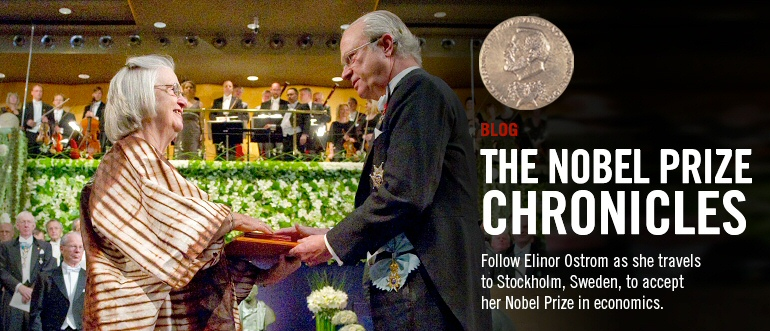 BLOG
THE NOBEL PRIZE
CHRONICLES
Follow Elinor Ostrom as she travels
to Stockholm, Sweden, to accept
her Nobel Prize in economics.